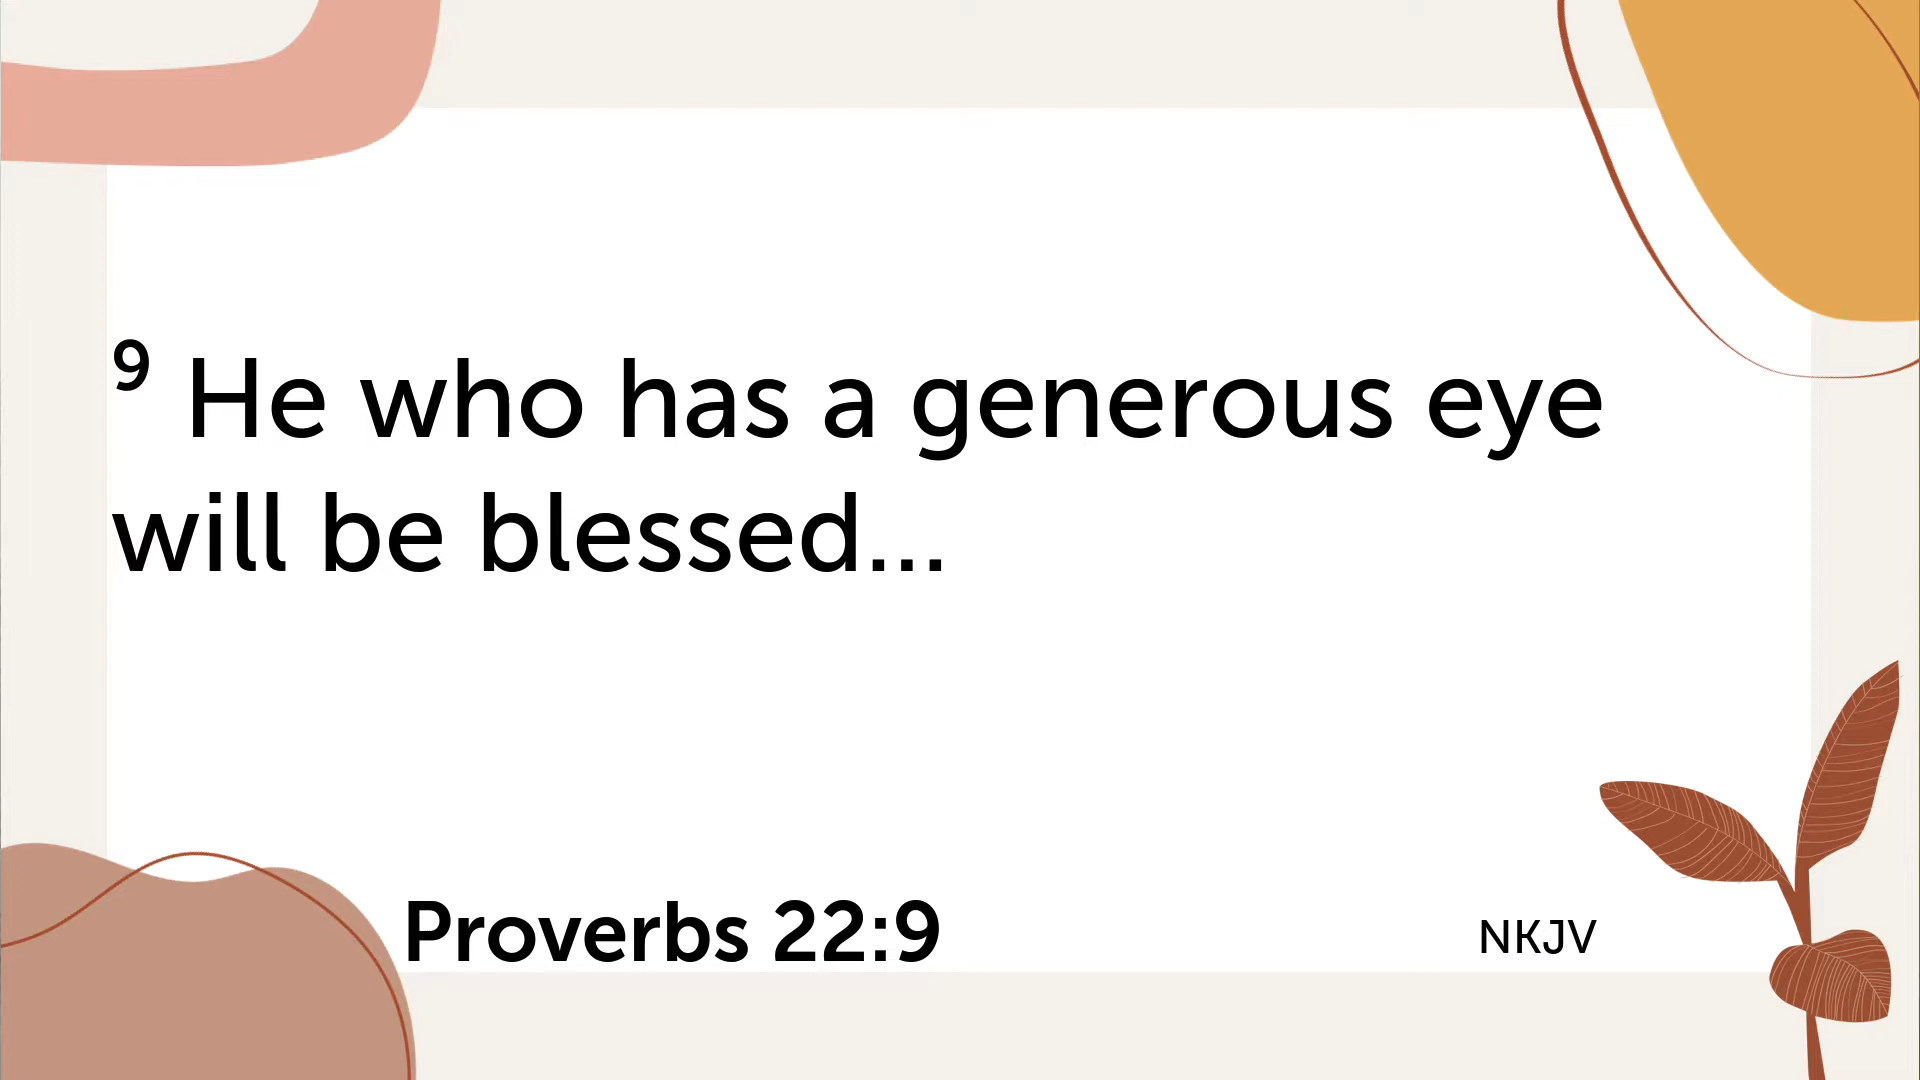 ⁹ He who has a generous eye
will be blessed...
Proverbs 22:9
NKJV